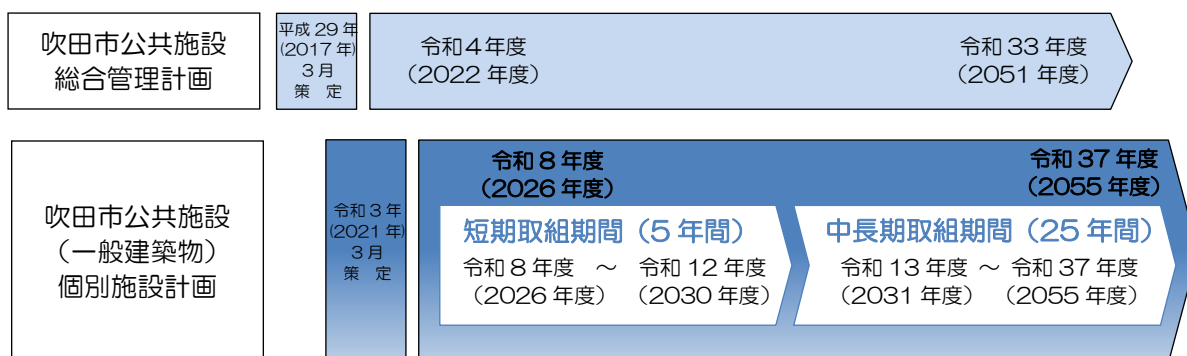 吹田市公共施設
総合管理計画
平成 29 年
(2017 年)
3 月
策 定
令和4 年度
（2022 年度）
令和 33 年度
（2051 年度）
吹田市公共施設
（一般建築物）
個別施設計画
令和 3 年
(2021 年)
3 月
策 定
令和 8 年度
（2026 年度）
令和 37 年度
（2055 年度）
短期取組期間（5 年間）
令和 8 年度 ～ 令和 12 年度
（2026 年度）（2030 年度）
中長期取組期間（25 年間）
令和 13 年度 ～ 令和 37 年度
（2031 年度）（2055 年度）